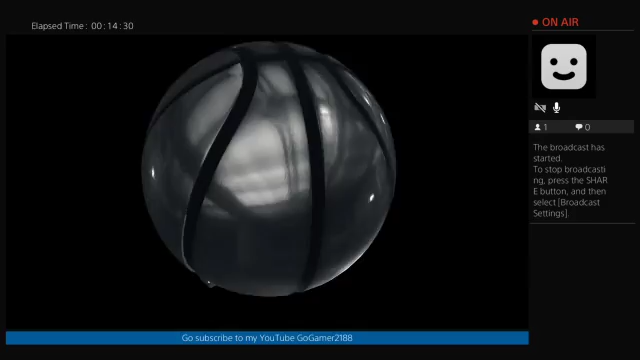 Elapsed Time : 00:14:30
ON AIR
1
0
The broadcast has
started.
To stop broadcasti
ng, press the SHAR
E button, and then
select [Broadcast
Settings].
Go subscribe to my YouTube GoGamer2188